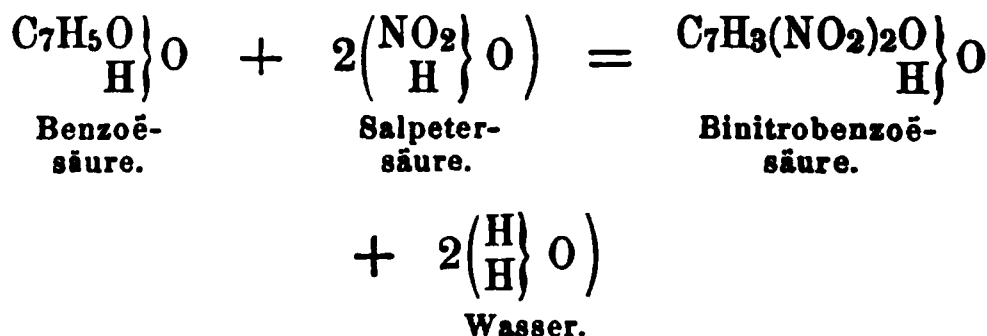 C7H5O
H}O + 2(NO2
H} O) = C7H3(NO2)2O
H}O
Benzoë-
säure.
Salpeter-
säure.
Binitrobenzoë-
säure.
+ 2(H
H} O)
Wasser.